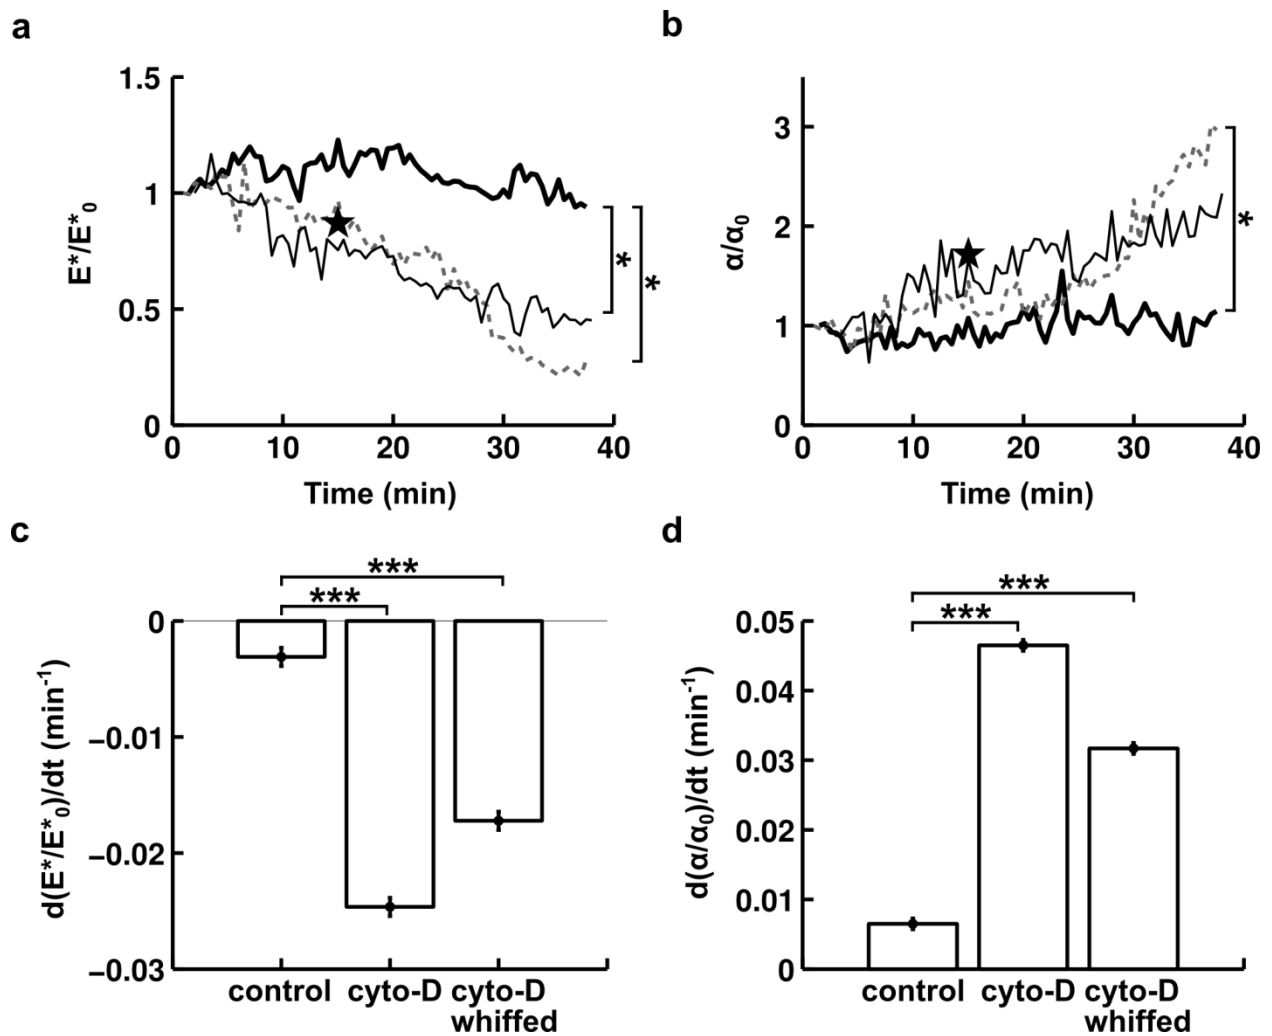 a
1.5
1
0.5
0
E*/E*₀
0 10 20 30 40
Time (min)
*
*
b
3
2
1
0
α/α₀
0 10 20 30 40
Time (min)
*
c
***
***
0
−0.01
−0.02
−0.03
d(E*/E*₀)/dt (min⁻¹)
control cyto-D cyto-D
whiffed
d
***
***
0.05
0.04
0.03
0.02
0.01
0
d(α/α₀)/dt (min⁻¹)
control cyto-D cyto-D
whiffed